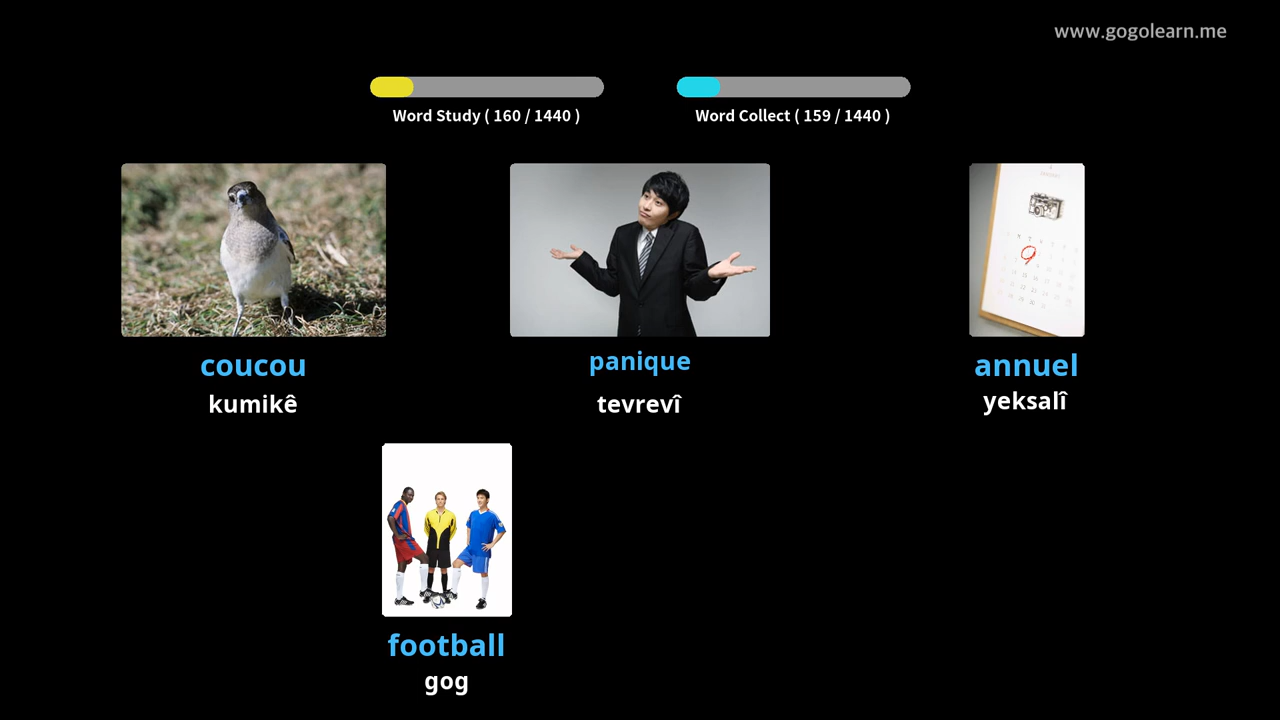 www.gogolearn.me
Word Study ( 160 / 1440 )
Word Collect ( 159 / 1440 )
coucou
panique
annuel
kumikê
tevrevî
yeksalî
football
gog